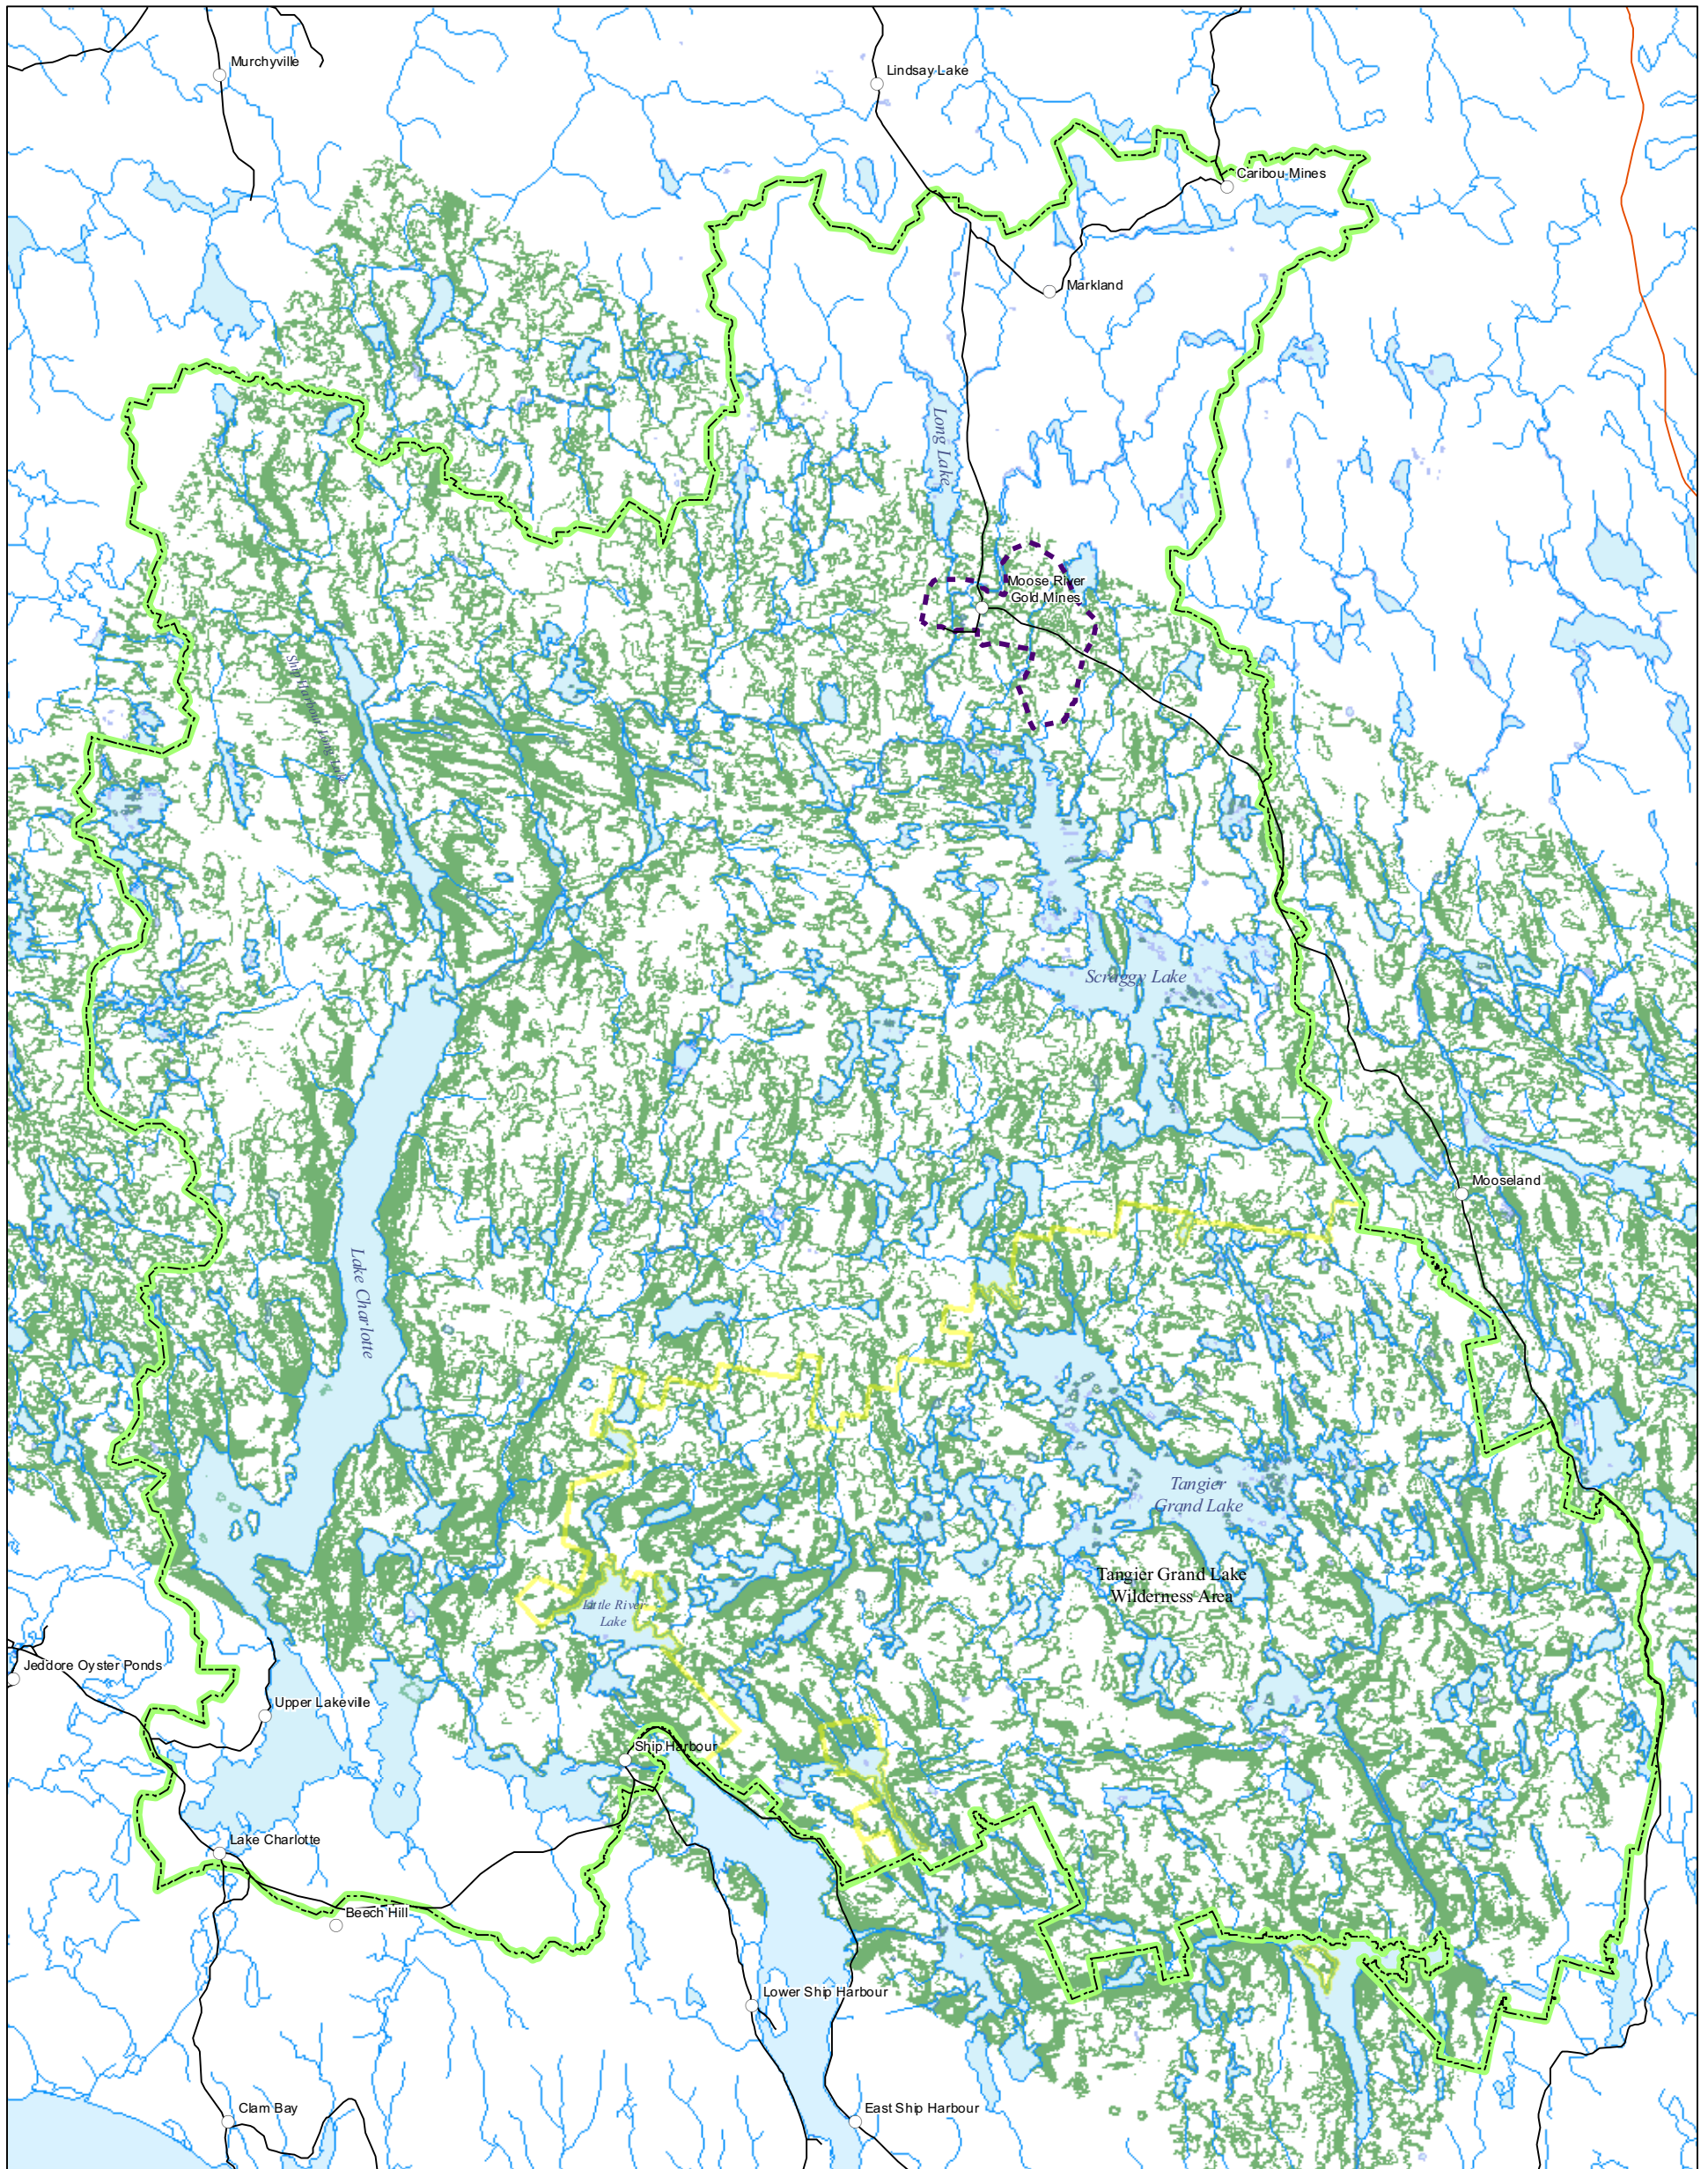 Murchyville
Lindsay Lake
Caribou Mines
Markland
Long Lake
Moose River
Gold Mines
Scraggy Lake
Mooseland
Lake Charlotte
Tangier
Grand Lake
Tangier Grand Lake
Wilderness Area
Little River
Lake
Jeddore Oyster Ponds
Upper Lakeville
Ship Harbour
Lake Charlotte
Beech Hill
Lower Ship Harbour
Clam Bay
East Ship Harbour